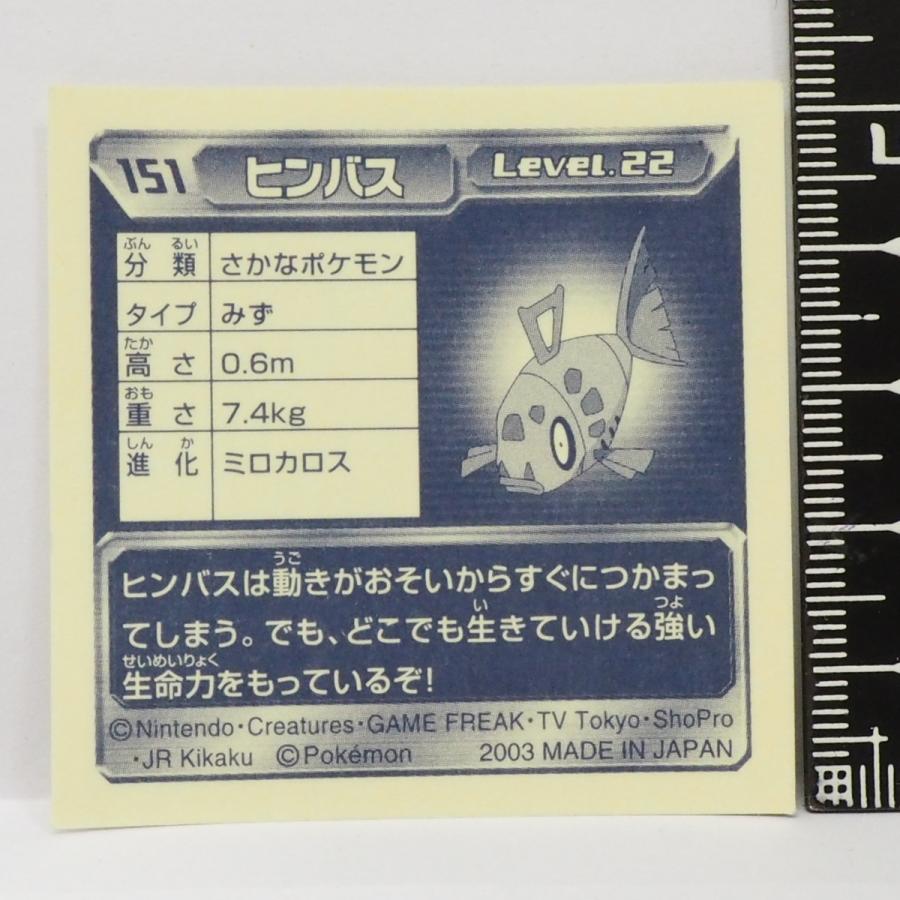 151 ヒンバス Level.22
ぶん るい
分 類 さかなポケモン
タイプ みず
たか
高 さ 0.6m
おも
重 さ 7.4kg
しん か
進 化 ミロカロス
うご
ヒンバスは動きがおそいからすぐにつかまっ
い つよ
てしまう。でも、どこでも生きていける強い
せいめいりょく
生命力をもっているぞ!
©Nintendo・Creatures・GAME FREAK・TV Tokyo・ShoPro
・JR Kikaku ©Pokémon 2003 MADE IN JAPAN